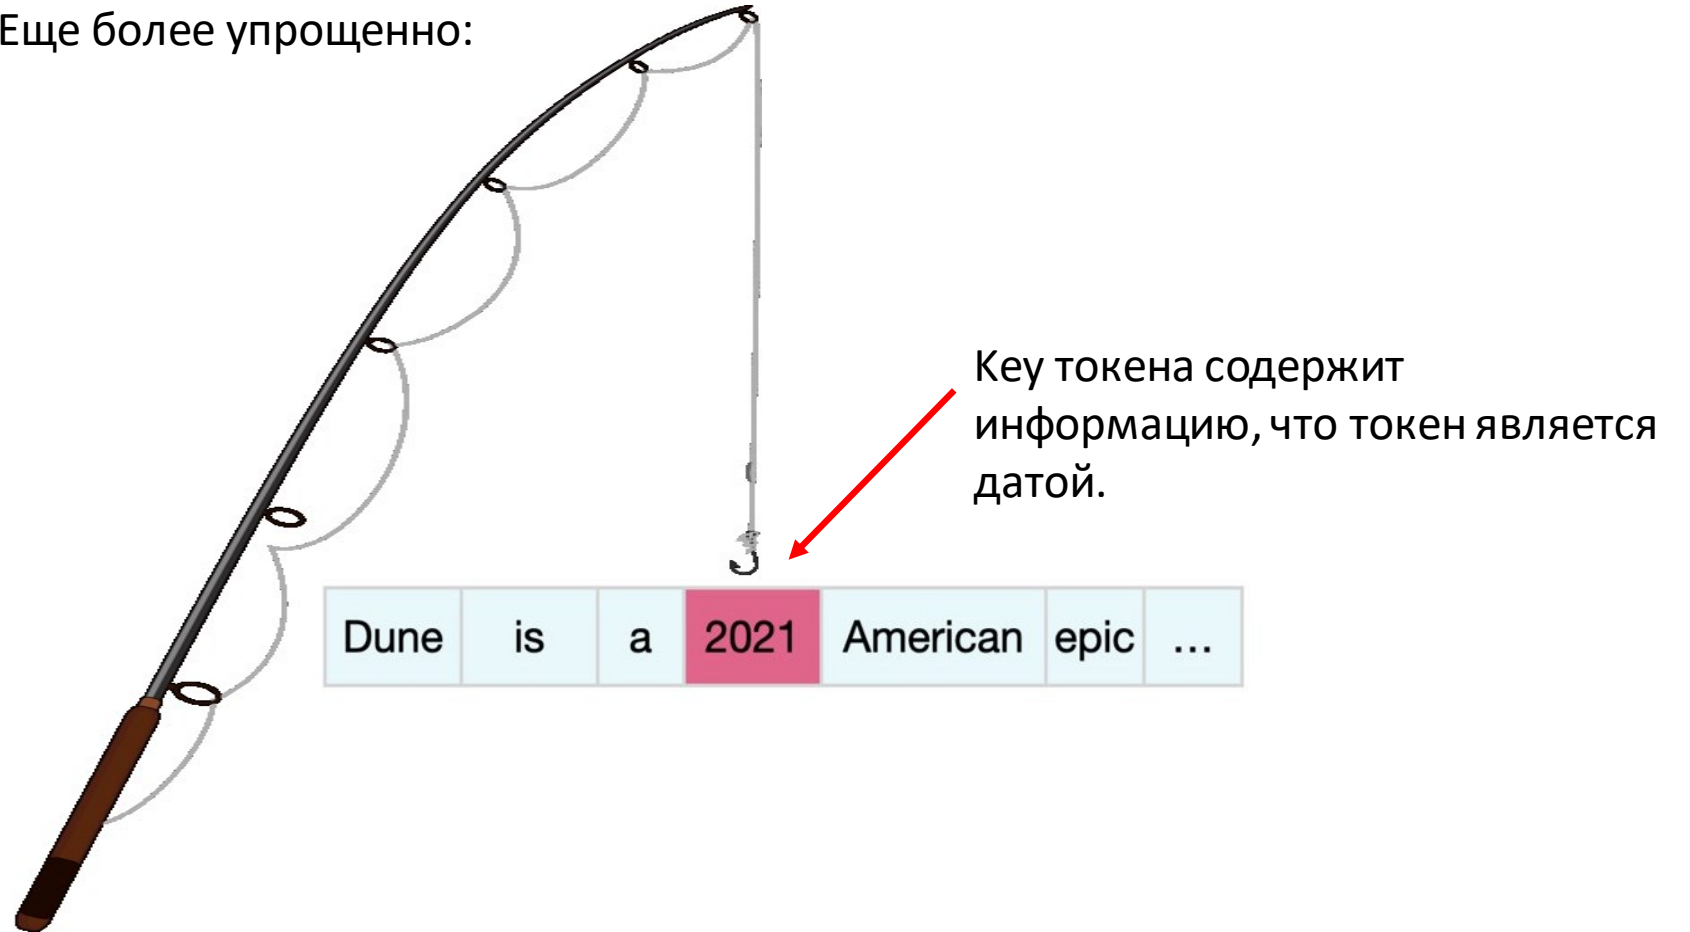 Еще более упрощенно:
Key токена содержит
информацию, что токен является
датой.
Dune is a 2021 American epic ...